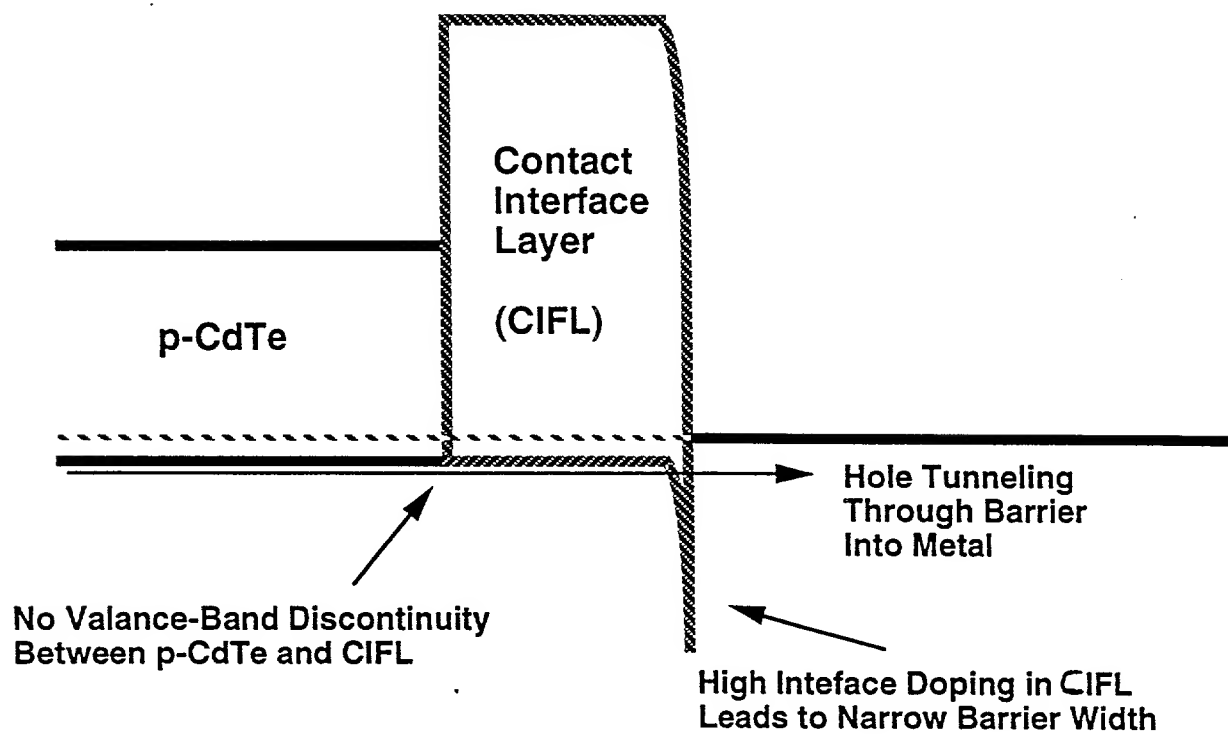 Contact
Interface
Layer
(CIFL)
p-CdTe
Hole Tunneling
Through Barrier
Into Metal
No Valance-Band Discontinuity
Between p-CdTe and CIFL
High Inteface Doping in CIFL
Leads to Narrow Barrier Width